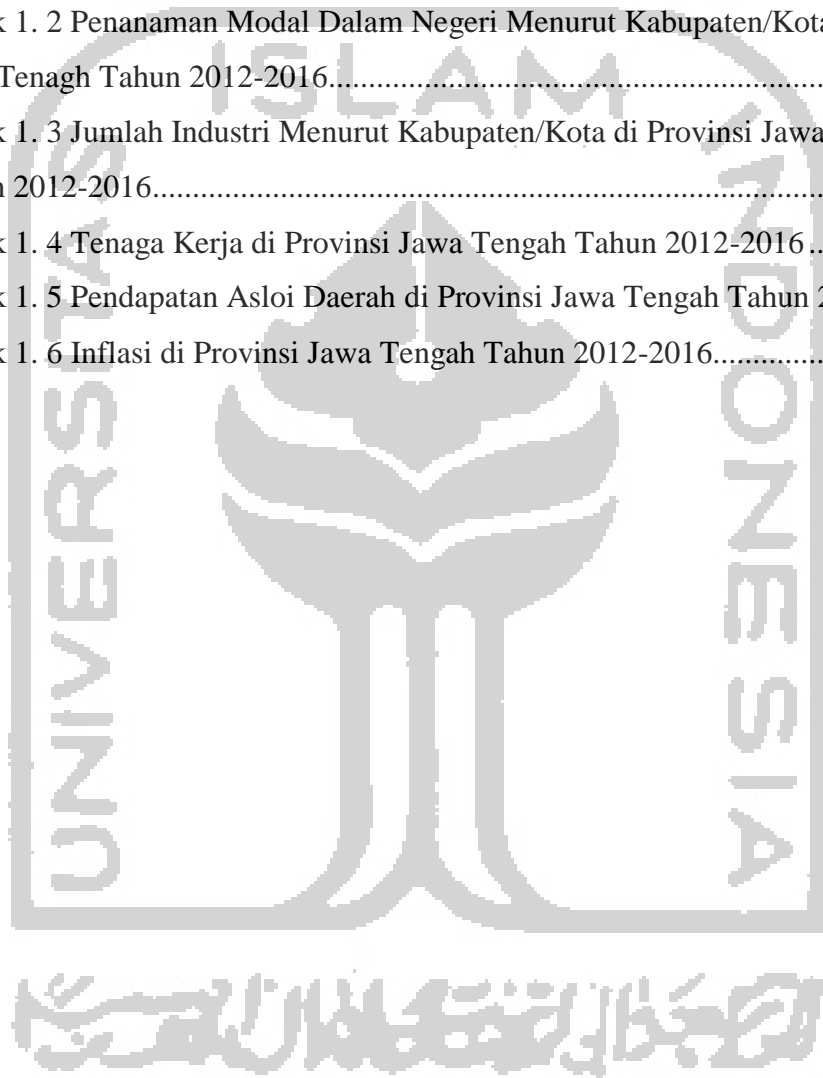 k 1. 2 Penanaman Modal Dalam Negeri Menurut Kabupaten/Kota
Tenagh Tahun 2012-2016.....................................................................
k 1. 3 Jumlah Industri Menurut Kabupaten/Kota di Provinsi Jawa
n 2012-2016...........................................................................................
k 1. 4 Tenaga Kerja di Provinsi Jawa Tengah Tahun 2012-2016..
k 1. 5 Pendapatan Asloi Daerah di Provinsi Jawa Tengah Tahun 2
k 1. 6 Inflasi di Provinsi Jawa Tengah Tahun 2012-2016...............
UNIVERSITAS
ISLAM
INDONESIA